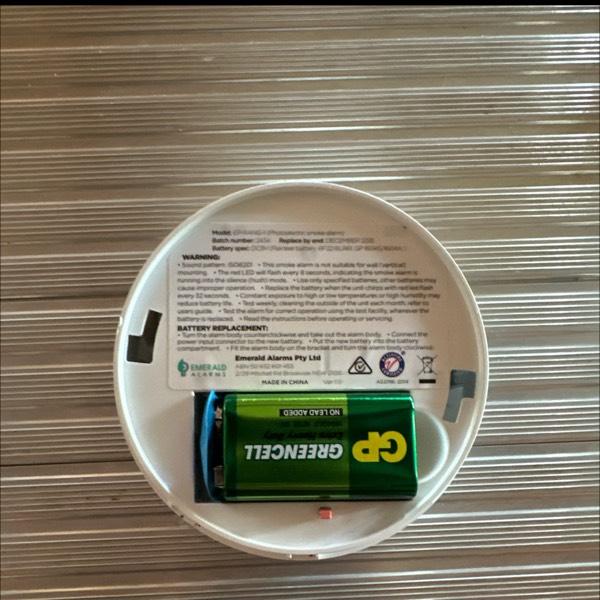 Model: (Photoelectric smoke alarm)
Batch number: Replace by end: DECEMBER
Battery spec:
WARNING:
• Sound pattern: ISO8201 • This smoke alarm is not suitable for wall (vertical)
mounting. • The red LED will flash every 8 seconds, indicating the smoke alarm is
running into the silence (hush) mode. • Use only specified batteries, other batteries may
cause improper operation. • Replace the battery when the unit chirps with red led flash
every 32 seconds. • Constant exposure to high or low temperatures or high humidity may
reduce battery life. • Test weekly, cleaning the outside of the unit each month, refer to
users guide. • Test the alarm for correct operation using the test facility, whenever the
battery is replaced. • Read the instructions before operating or servicing.
BATTERY REPLACEMENT:
• Turn the alarm body counterclockwise and take out the alarm body. • Connect the
power input connector to the new battery. • Put the new battery into the battery
compartment. • Fit the alarm body on the bracket and turn the alarm body clockwise.
EMERALD
ALARMS
Emerald Alarms Pty Ltd
MADE IN CHINA
GP
GREENCELL
Extra Heavy Duty
NO LEAD ADDED